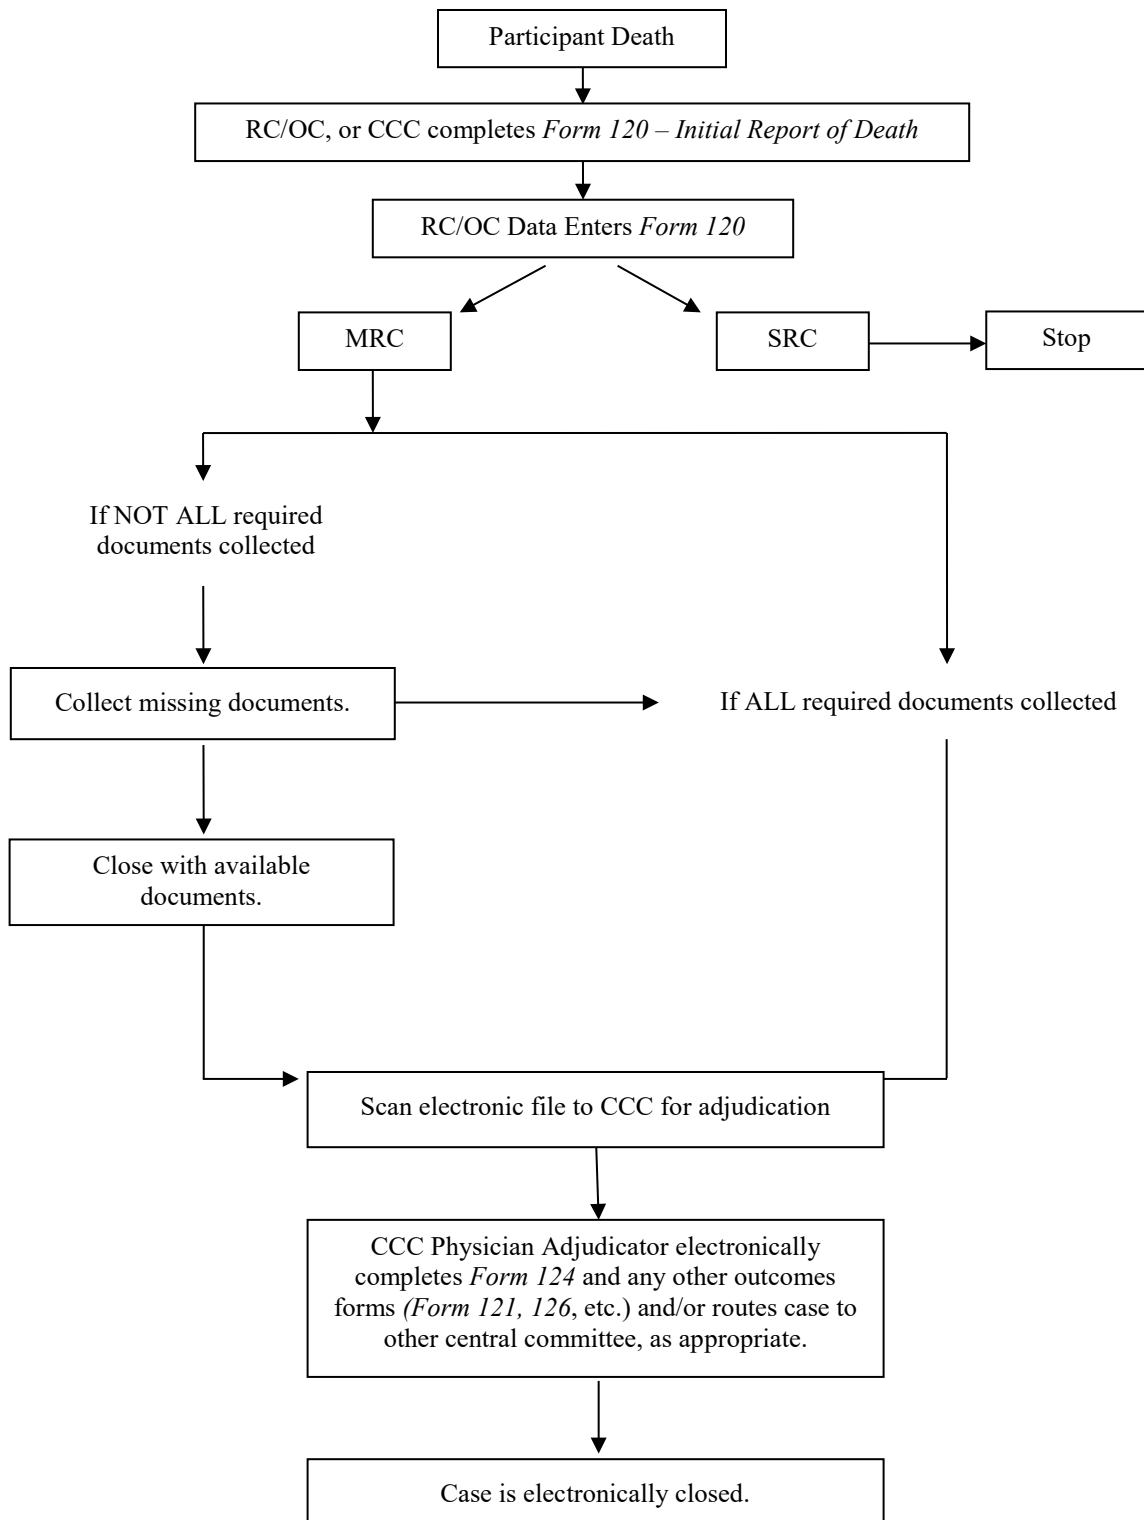 Participant Death
RC/OC, or CCC completes Form 120 – Initial Report of Death
RC/OC Data Enters Form 120
MRC
SRC
Stop
If NOT ALL required
documents collected
Collect missing documents.
If ALL required documents collected
Close with available
documents.
Scan electronic file to CCC for adjudication
CCC Physician Adjudicator electronically
completes Form 124 and any other outcomes
forms (Form 121, 126, etc.) and/or routes case to
other central committee, as appropriate.
Case is electronically closed.